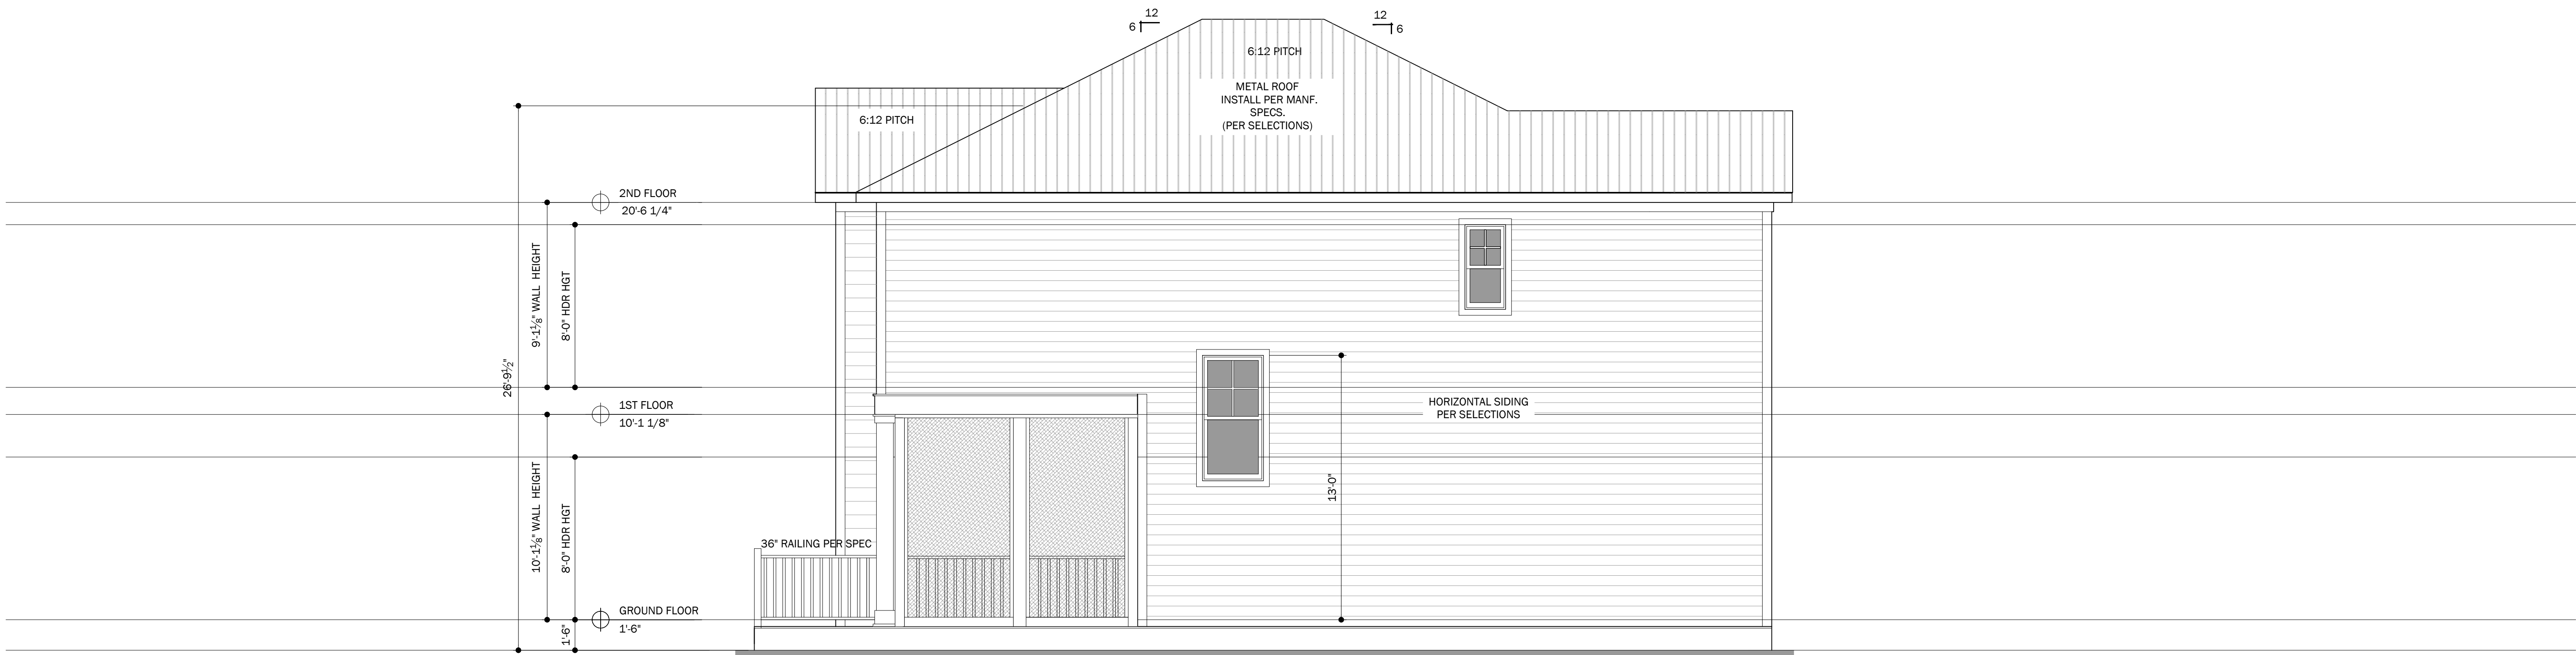 12
6
12
6
6:12 PITCH
METAL ROOF
INSTALL PER MANF.
SPECS.
(PER SELECTIONS)
6:12 PITCH
2ND FLOOR
20'-6 1/4"
9'-1⅛" WALL HEIGHT
8'-0" HDR HGT
26'-9½"
1ST FLOOR
10'-1 1/8"
HORIZONTAL SIDING
PER SELECTIONS
10'-1⅛" WALL HEIGHT
8'-0" HDR HGT
13'-0"
36" RAILING PER SPEC
GROUND FLOOR
1'-6"
1'-6"